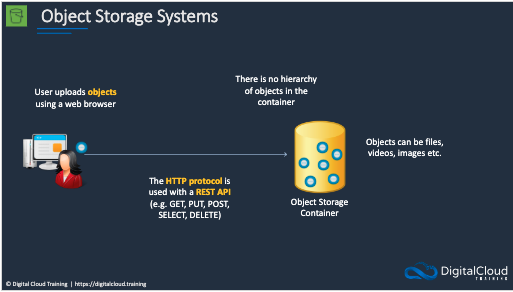 Object Storage Systems
User uploads objects
using a web browser
There is no hierarchy
of objects in the
container
Objects can be files,
videos, images etc.
The HTTP protocol is
used with a REST API
(e.g. GET, PUT, POST,
SELECT, DELETE)
Object Storage
Container
DigitalCloud
TRAINING
© Digital Cloud Training | https://digitalcloud.training